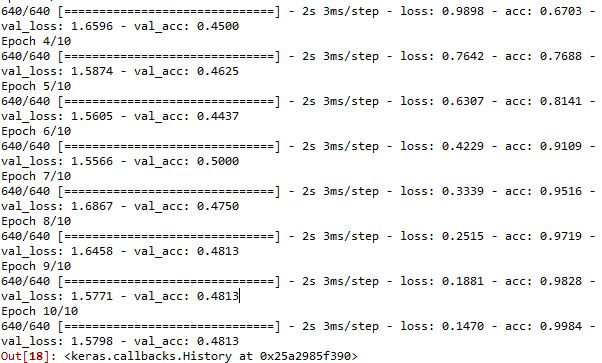 640/640 [==============================] - 2s 3ms/step - loss: 0.9898 - acc: 0.6703 -
val_loss: 1.6596 - val_acc: 0.4500
Epoch 4/10
640/640 [==============================] - 2s 3ms/step - loss: 0.7642 - acc: 0.7688 -
val_loss: 1.5874 - val_acc: 0.4625
Epoch 5/10
640/640 [==============================] - 2s 3ms/step - loss: 0.6307 - acc: 0.8141 -
val_loss: 1.5605 - val_acc: 0.4437
Epoch 6/10
640/640 [==============================] - 2s 3ms/step - loss: 0.4229 - acc: 0.9109 -
val_loss: 1.5566 - val_acc: 0.5000
Epoch 7/10
640/640 [==============================] - 2s 3ms/step - loss: 0.3339 - acc: 0.9516 -
val_loss: 1.6867 - val_acc: 0.4750
Epoch 8/10
640/640 [==============================] - 2s 3ms/step - loss: 0.2515 - acc: 0.9719 -
val_loss: 1.6458 - val_acc: 0.4813
Epoch 9/10
640/640 [==============================] - 2s 3ms/step - loss: 0.1881 - acc: 0.9828 -
val_loss: 1.5771 - val_acc: 0.4813
Epoch 10/10
640/640 [==============================] - 2s 3ms/step - loss: 0.1470 - acc: 0.9984 -
val_loss: 1.5798 - val_acc: 0.4813
Out[18]: <keras.callbacks.History at 0x25a2985f390>